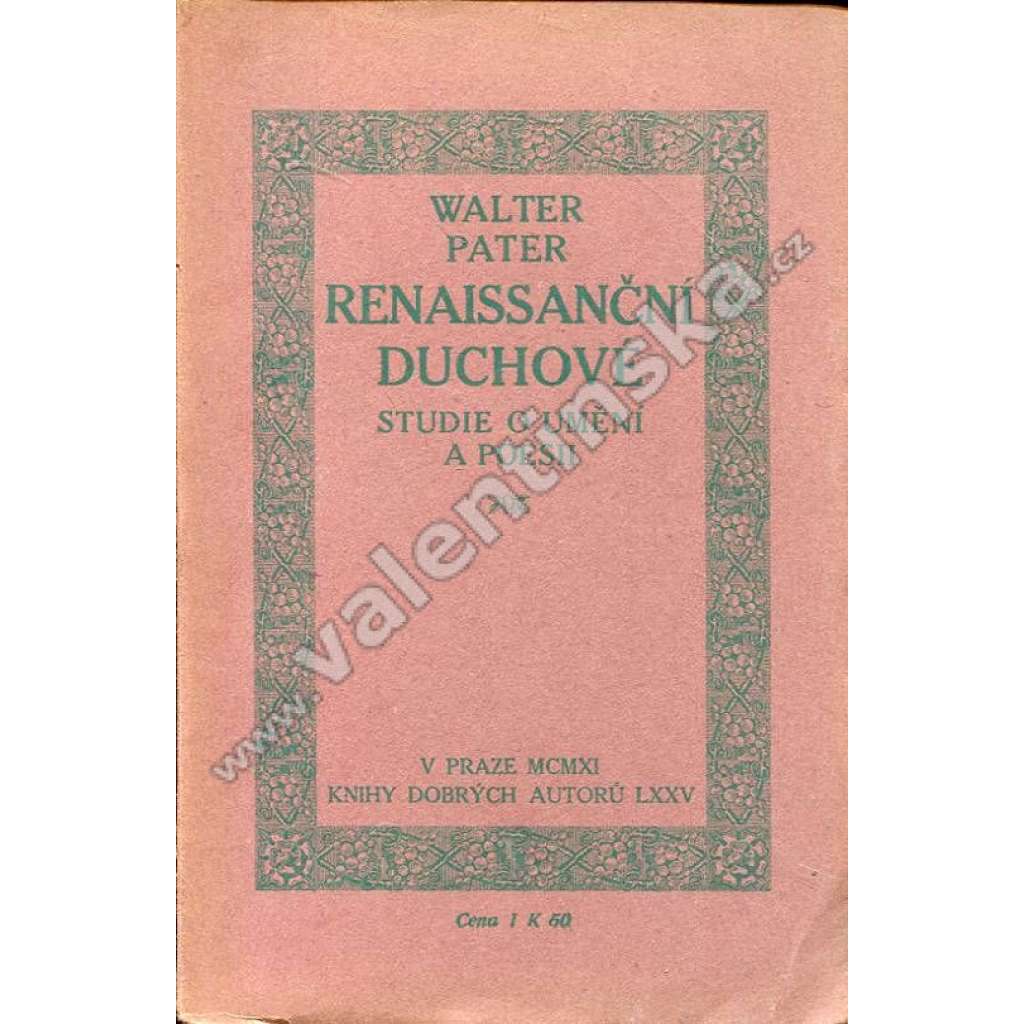 WALTER
PATER
RENAISSANČNÍ
DUCHOVÉ
STUDIE O UMĚNÍ
A POESII
V PRAZE MCMXI
KNIHY DOBRÝCH AUTORŮ LXXV
Cena 1 K 60
www.valentinska.cz